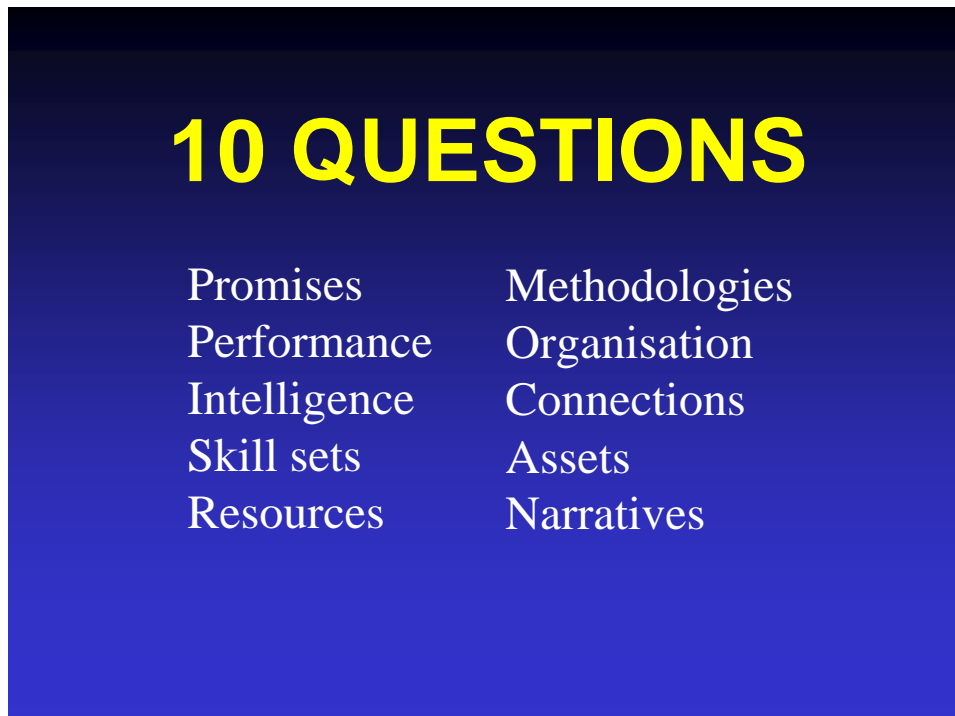 10 QUESTIONS
Promises
Performance
Intelligence
Skill sets
Resources
Methodologies
Organisation
Connections
Assets
Narratives